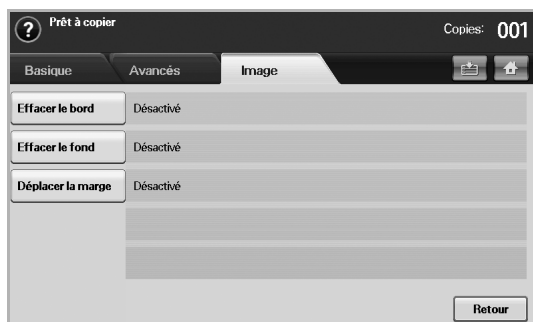 ? Prêt à copier Copies: 001
Basique Avancés Image
Effacer le bord Désactivé
Effacer le fond Désactivé
Déplacer la marge Désactivé
Retour